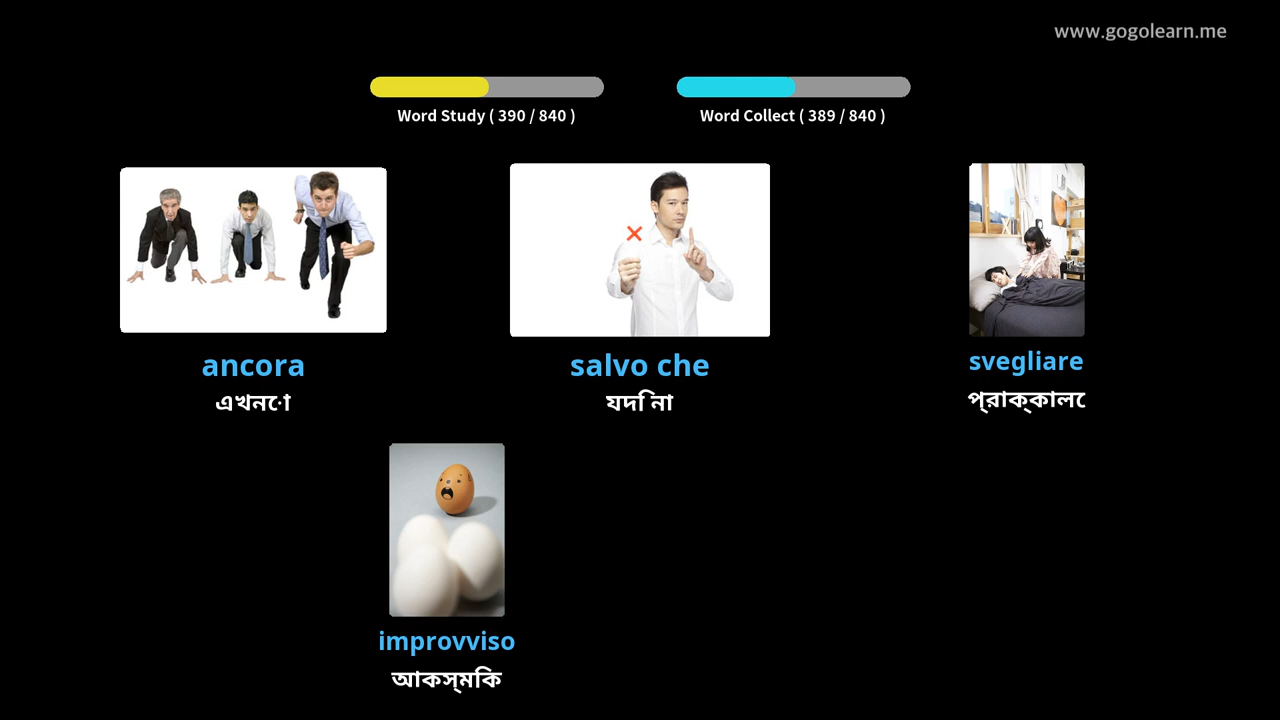 www.gogolearn.me
Word Study ( 390 / 840 )
Word Collect ( 389 / 840 )
ancora
এখনো
salvo che
যদি না
svegliare
প্রাক্কালে
improvviso
আকস্মিক